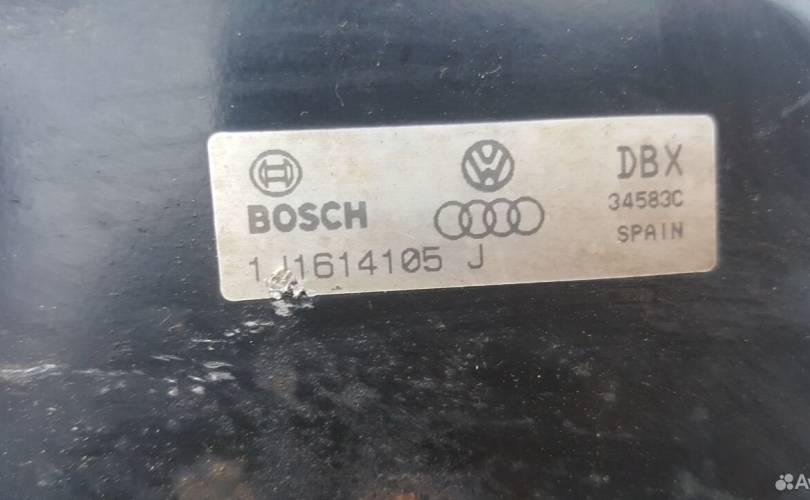 DBX
BOSCH
34583C
SPAIN
1J1614105 J